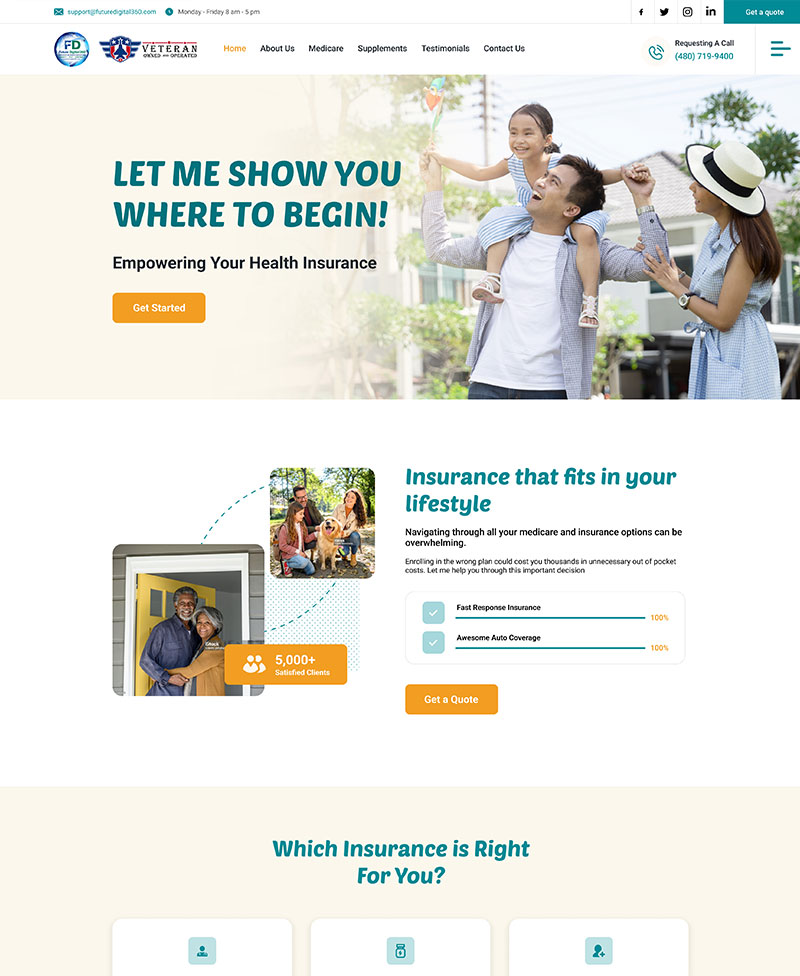 support@futuredigital360.com
Monday - Friday 8 am - 5 pm
Get a quote
FD
VETERAN
OWNED AND OPERATED
Home
About Us
Medicare
Supplements
Testimonials
Contact Us
Requesting A Call
(480) 719-9400
LET ME SHOW YOU
WHERE TO BEGIN!
Empowering Your Health Insurance
Get Started
Insurance that fits in your
lifestyle
Navigating through all your medicare and insurance options can be
overwhelming.
Enrolling in the wrong plan could cost you thousands in unnecessary out of pocket
costs. Let me help you through this important decision
Fast Response Insurance
100%
Awesome Auto Coverage
100%
iStock
5,000+
Satisfied Clients
Get a Quote
Which Insurance is Right
For You?